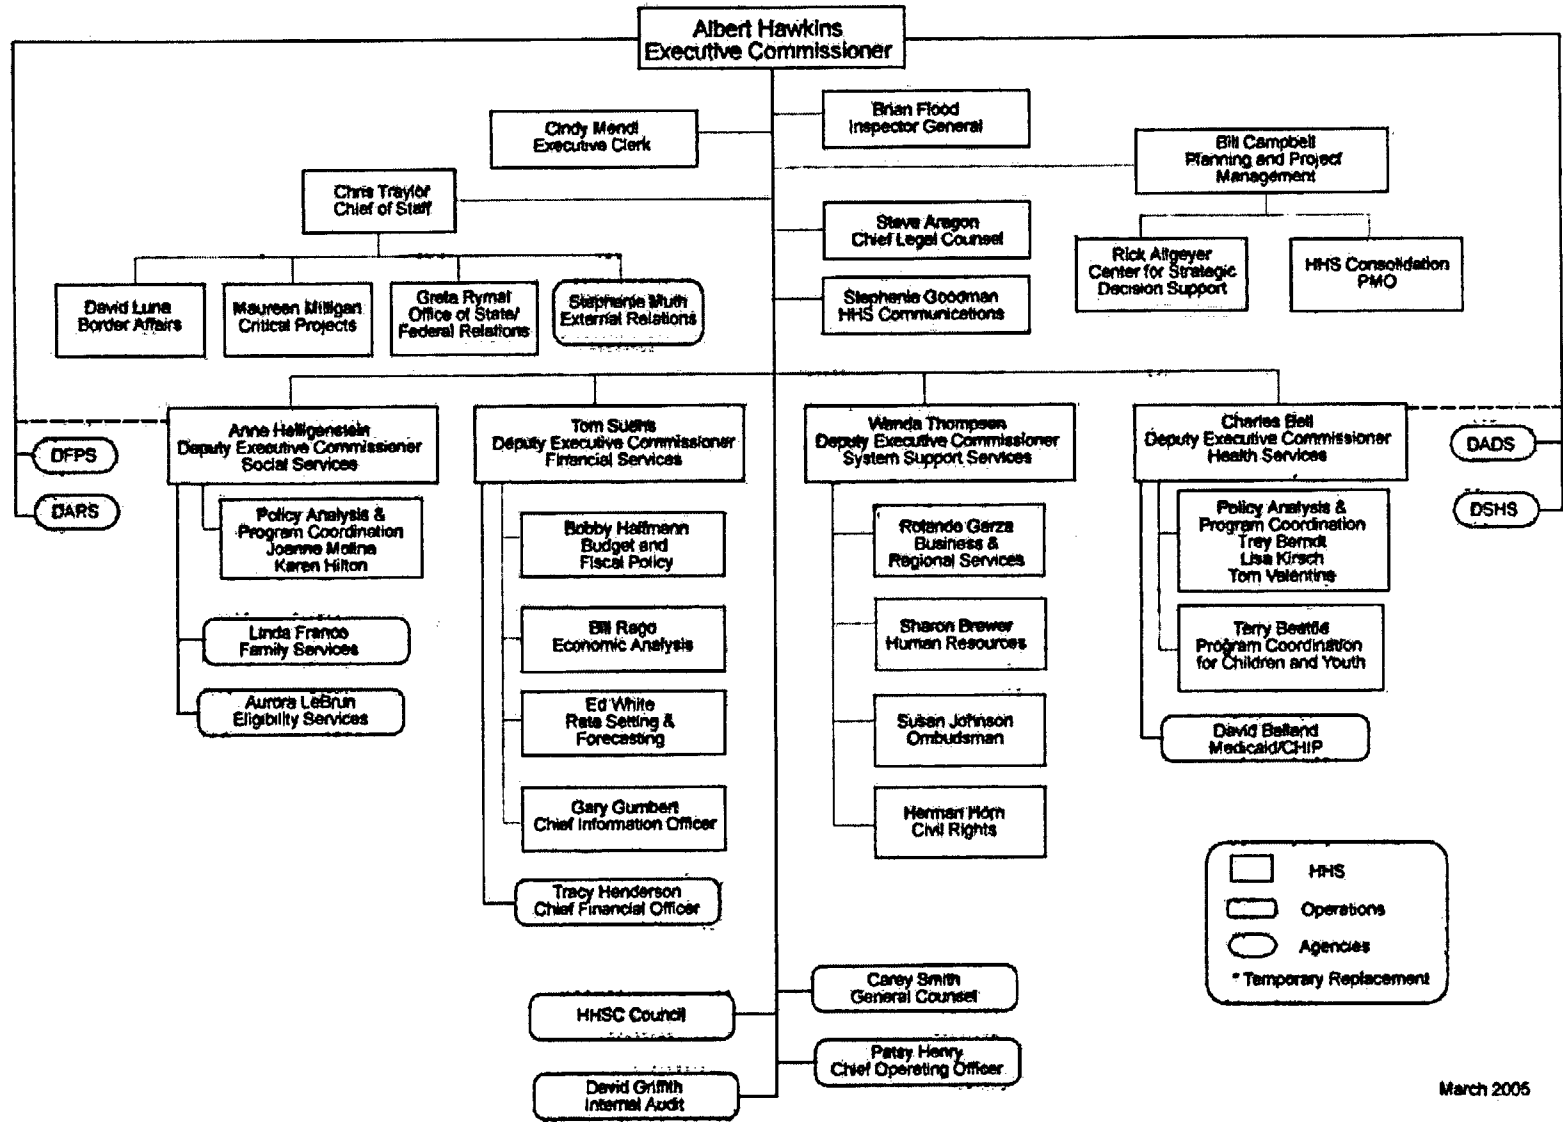 Albert Hawkins
Executive Commissioner
Brian Flood
Inspector General
Cindy Mendl
Executive Clerk
Bill Campbell
Planning and Project
Management
Chris Traylor
Chief of Staff
Steve Aragon
Chief Legal Counsel
Rick Allgeyer
Center for Strategic
Decision Support
HHS Consolidation
PMO
David Luna
Border Affairs
Maureen Milligan
Critical Projects
Greta Rymal
Office of State/
Federal Relations
Stephanie Muth
External Relations
Stephanie Goodman
HHS Communications
Anne Heiligenstein
Deputy Executive Commissioner
Social Services
Tom Suehs
Deputy Executive Commissioner
Financial Services
Wanda Thompson
Deputy Executive Commissioner
System Support Services
Charles Bell
Deputy Executive Commissioner
Health Services
DFPS
DARS
DADS
DSHS
Policy Analysis &
Program Coordination
Joanne Molina
Karen Hilton
Linda Franco
Family Services
Aurora LeBrun
Eligibility Services
Bobby Halfmann
Budget and
Fiscal Policy
Bill Rago
Economic Analysis
Ed White
Rate Setting &
Forecasting
Gary Gumbert
Chief Information Officer
Tracy Henderson
Chief Financial Officer
Rolando Garza
Business &
Regional Services
Sharon Brewer
Human Resources
Susan Johnson
Ombudsman
Herman Horn
Civil Rights
Policy Analysis &
Program Coordination
Trey Berndt
Lisa Kirsch
Tom Valentine
Terry Beattie
Program Coordination
for Children and Youth
David Balland
Medicaid/CHIP
HHS
Operations
Agencies
* Temporary Replacement
Carey Smith
General Counsel
HHSC Council
Patsy Henry
Chief Operating Officer
David Griffith
Internal Audit
March 2005